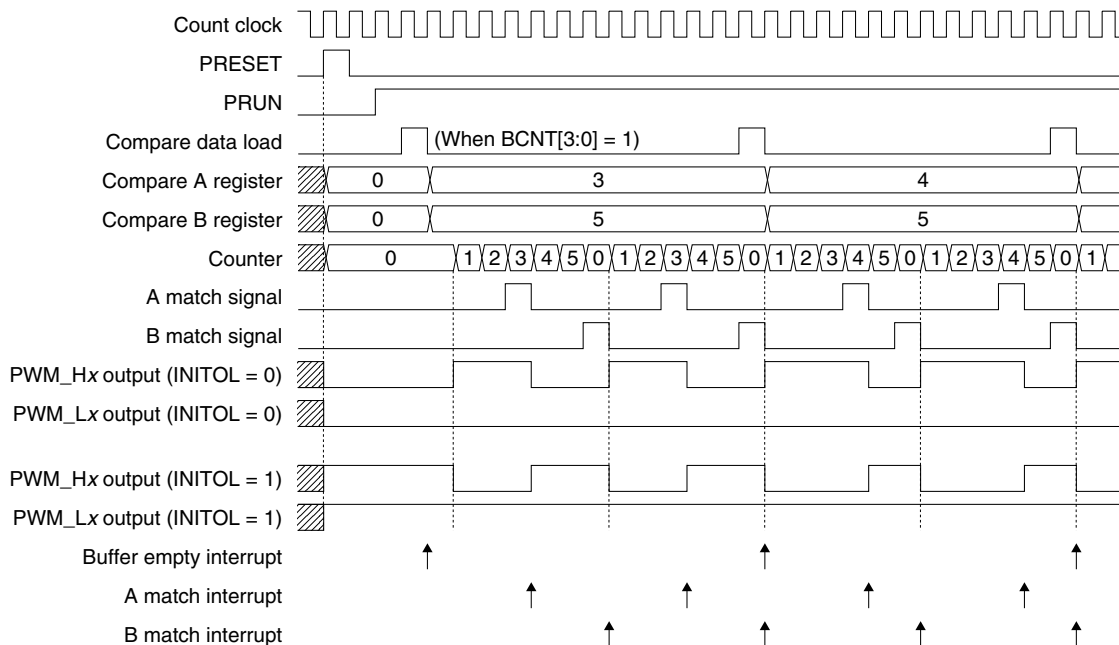 Count clock
PRESET
PRUN
Compare data load (When BCNT[3:0] = 1)
Compare A register 0 3 4
Compare B register 0 5 5
Counter 0 1 2 3 4 5 0 1 2 3 4 5 0 1 2 3 4 5 0 1 2 3 4 5 0 1
A match signal
B match signal
PWM_Hx output (INITOL = 0)
PWM_Lx output (INITOL = 0)
PWM_Hx output (INITOL = 1)
PWM_Lx output (INITOL = 1)
Buffer empty interrupt
A match interrupt
B match interrupt